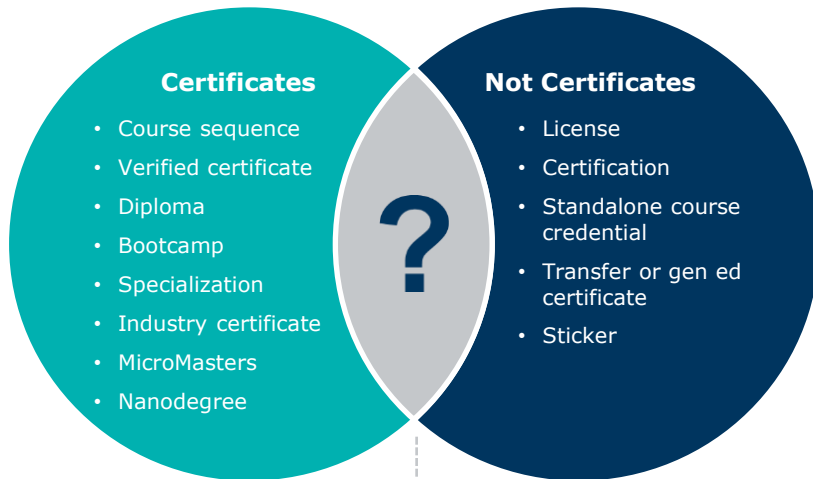 Certificates
• Course sequence
• Verified certificate
• Diploma
• Bootcamp
• Specialization
• Industry certificate
• MicroMasters
• Nanodegree
?
Not Certificates
• License
• Certification
• Standalone course
credential
• Transfer or gen ed
certificate
• Sticker